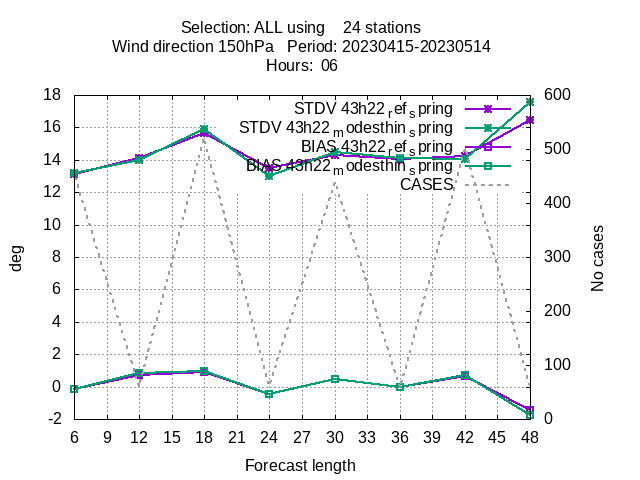 Selection: ALL using    24 stations
Wind direction 150hPa   Period: 20230415-20230514
Hours: 06
18 600
STDV 43h22_ref_spring
16 STDV 43h22_modesthin_spring
BIAS 43h22_ref_spring 500
14 BIAS 43h22_modesthin_spring
12 CASES
400
10
8 300
6
200
4
2
100
0
-2 0
deg
No cases
6 9 12 15 18 21 24 27 30 33 36 39 42 45 48
Forecast length